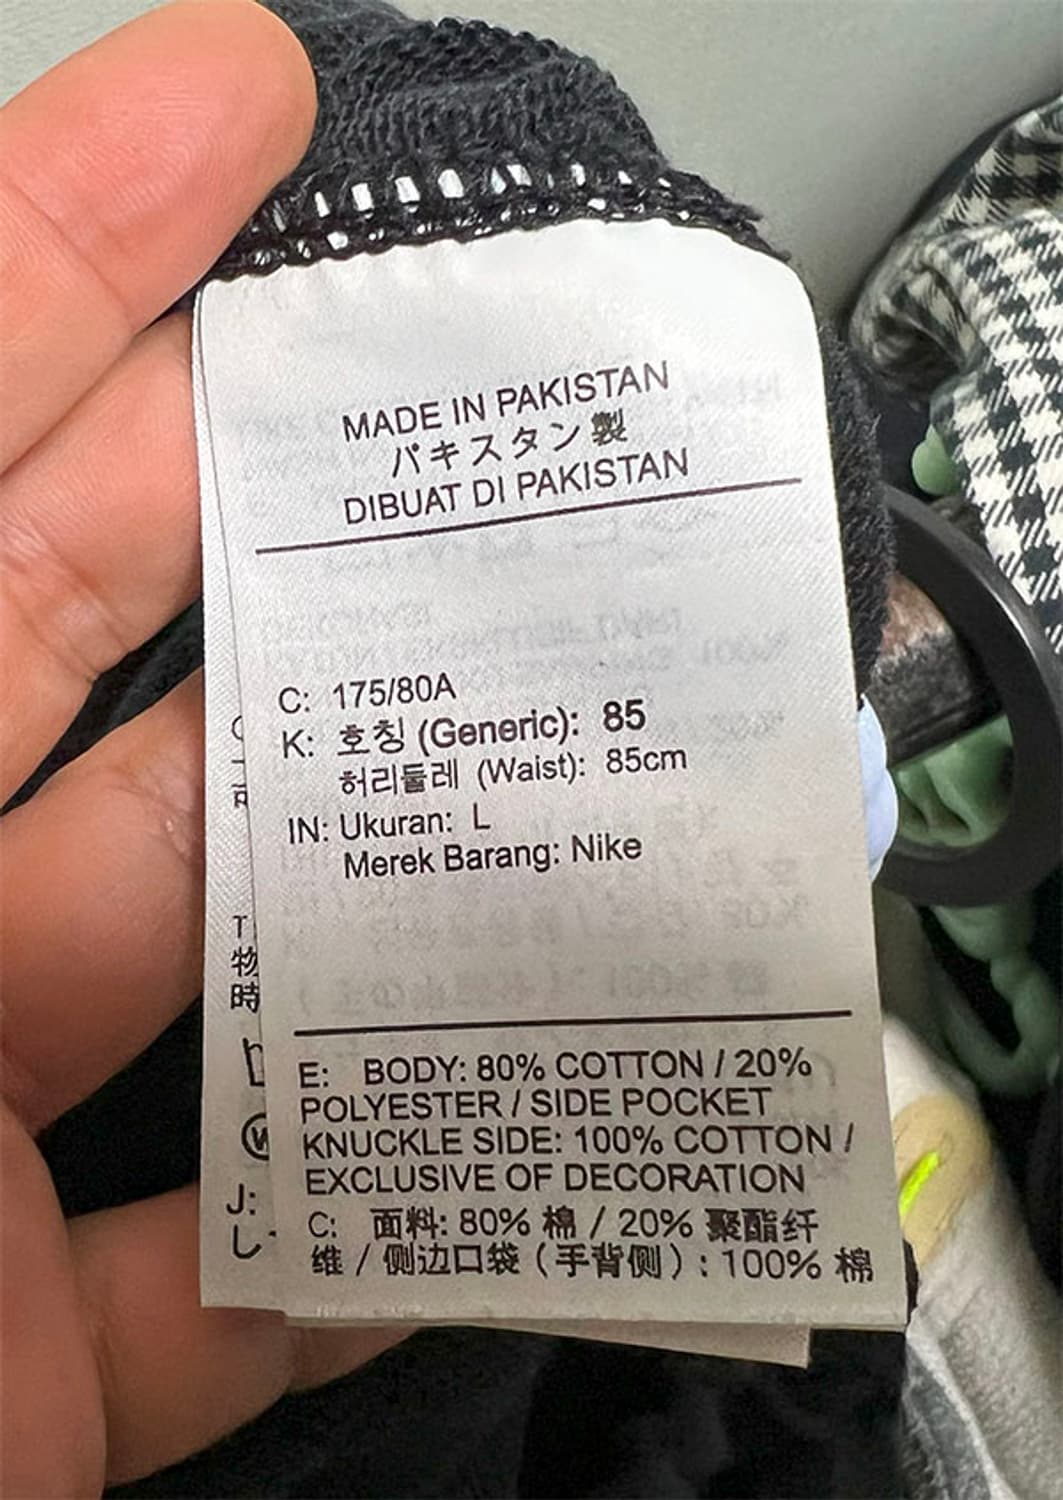 MADE IN PAKISTAN
パキスタン製
DIBUAT DI PAKISTAN
C: 175/80A
K: 호칭 (Generic): 85
허리둘레 (Waist): 85cm
IN: Ukuran: L
Merek Barang: Nike
E: BODY: 80% COTTON / 20%
POLYESTER / SIDE POCKET
KNUCKLE SIDE: 100% COTTON /
EXCLUSIVE OF DECORATION
C: 面料: 80% 棉 / 20% 聚酯纤
维 / 侧边口袋 (手背侧) : 100% 棉
物
時
J: